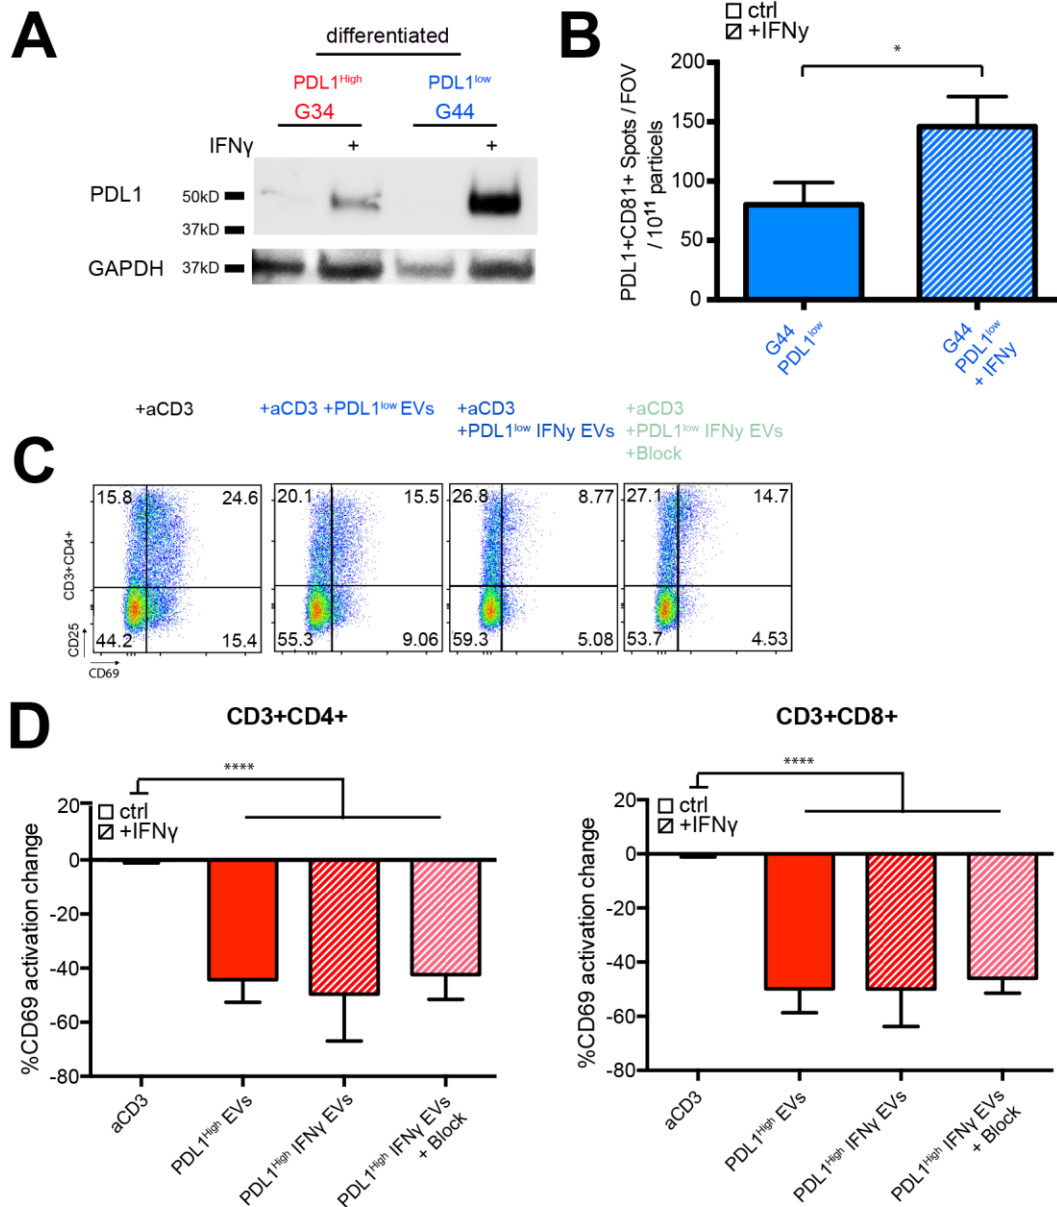 A
differentiated
PDL1High
PDL1low
G34
G44
IFNγ
+
+
PDL1
50kD
37kD
GAPDH
37kD
B
ctrl
+IFNγ
*
PDL1+CD81+ Spots / FOV
/ 10¹¹ particels
200
150
100
50
0
G44
PDL1low
G44
PDL1low
+ IFNγ
C
+aCD3
+aCD3 +PDL1low EVs
+aCD3
+PDL1low IFNy EVs
+aCD3
+PDL1low IFNy EVs
+Block
CD3+CD4+
CD25
CD69
15.8
24.6
44.2
15.4
20.1
15.5
55.3
9.06
26.8
8.77
59.3
5.08
27.1
14.7
53.7
4.53
D
CD3+CD4+
****
ctrl
+IFNγ
%CD69 activation change
20
0
-20
-40
-60
-80
aCD3
PDL1High EVs
PDL1High IFNγ EVs
PDL1High IFNγ EVs
+ Block
CD3+CD8+
****
ctrl
+IFNγ
%CD69 activation change
20
0
-20
-40
-60
-80
aCD3
PDL1High EVs
PDL1High IFNγ EVs
PDL1High IFNγ EVs
+ Block